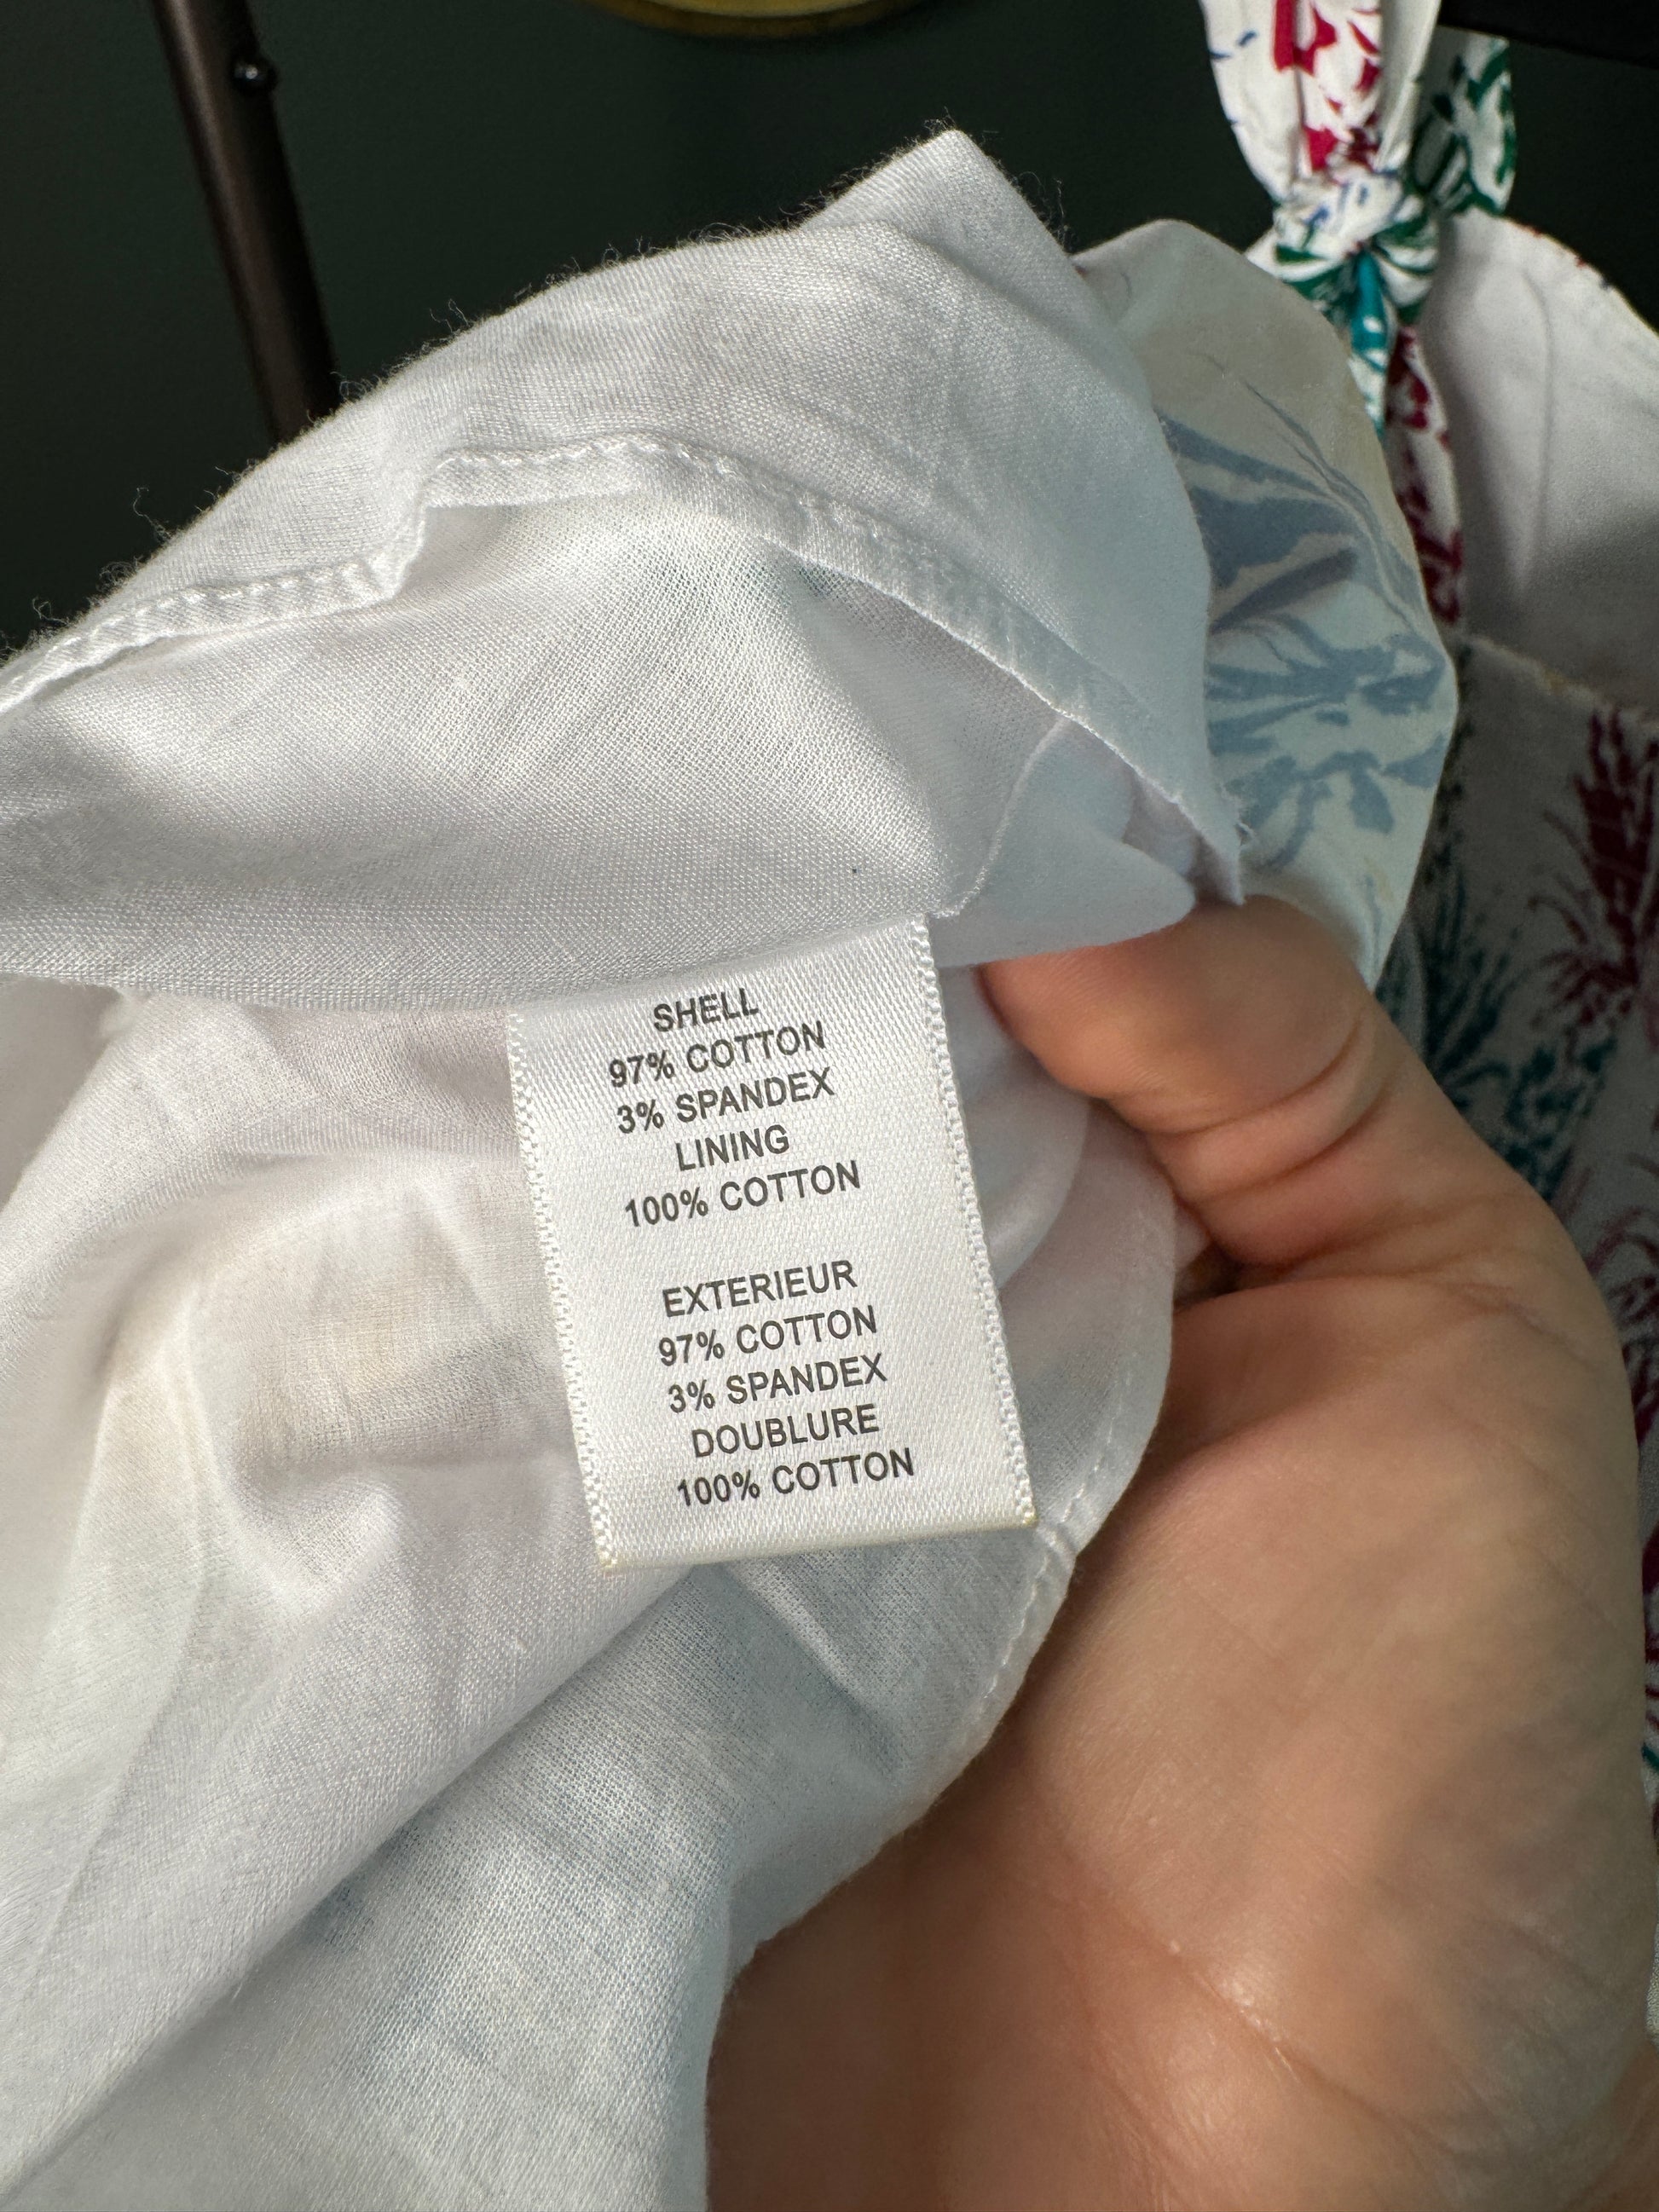 SHELL
97% COTTON
3% SPANDEX
LINING
100% COTTON
EXTERIEUR
97% COTTON
3% SPANDEX
DOUBLURE
100% COTTON